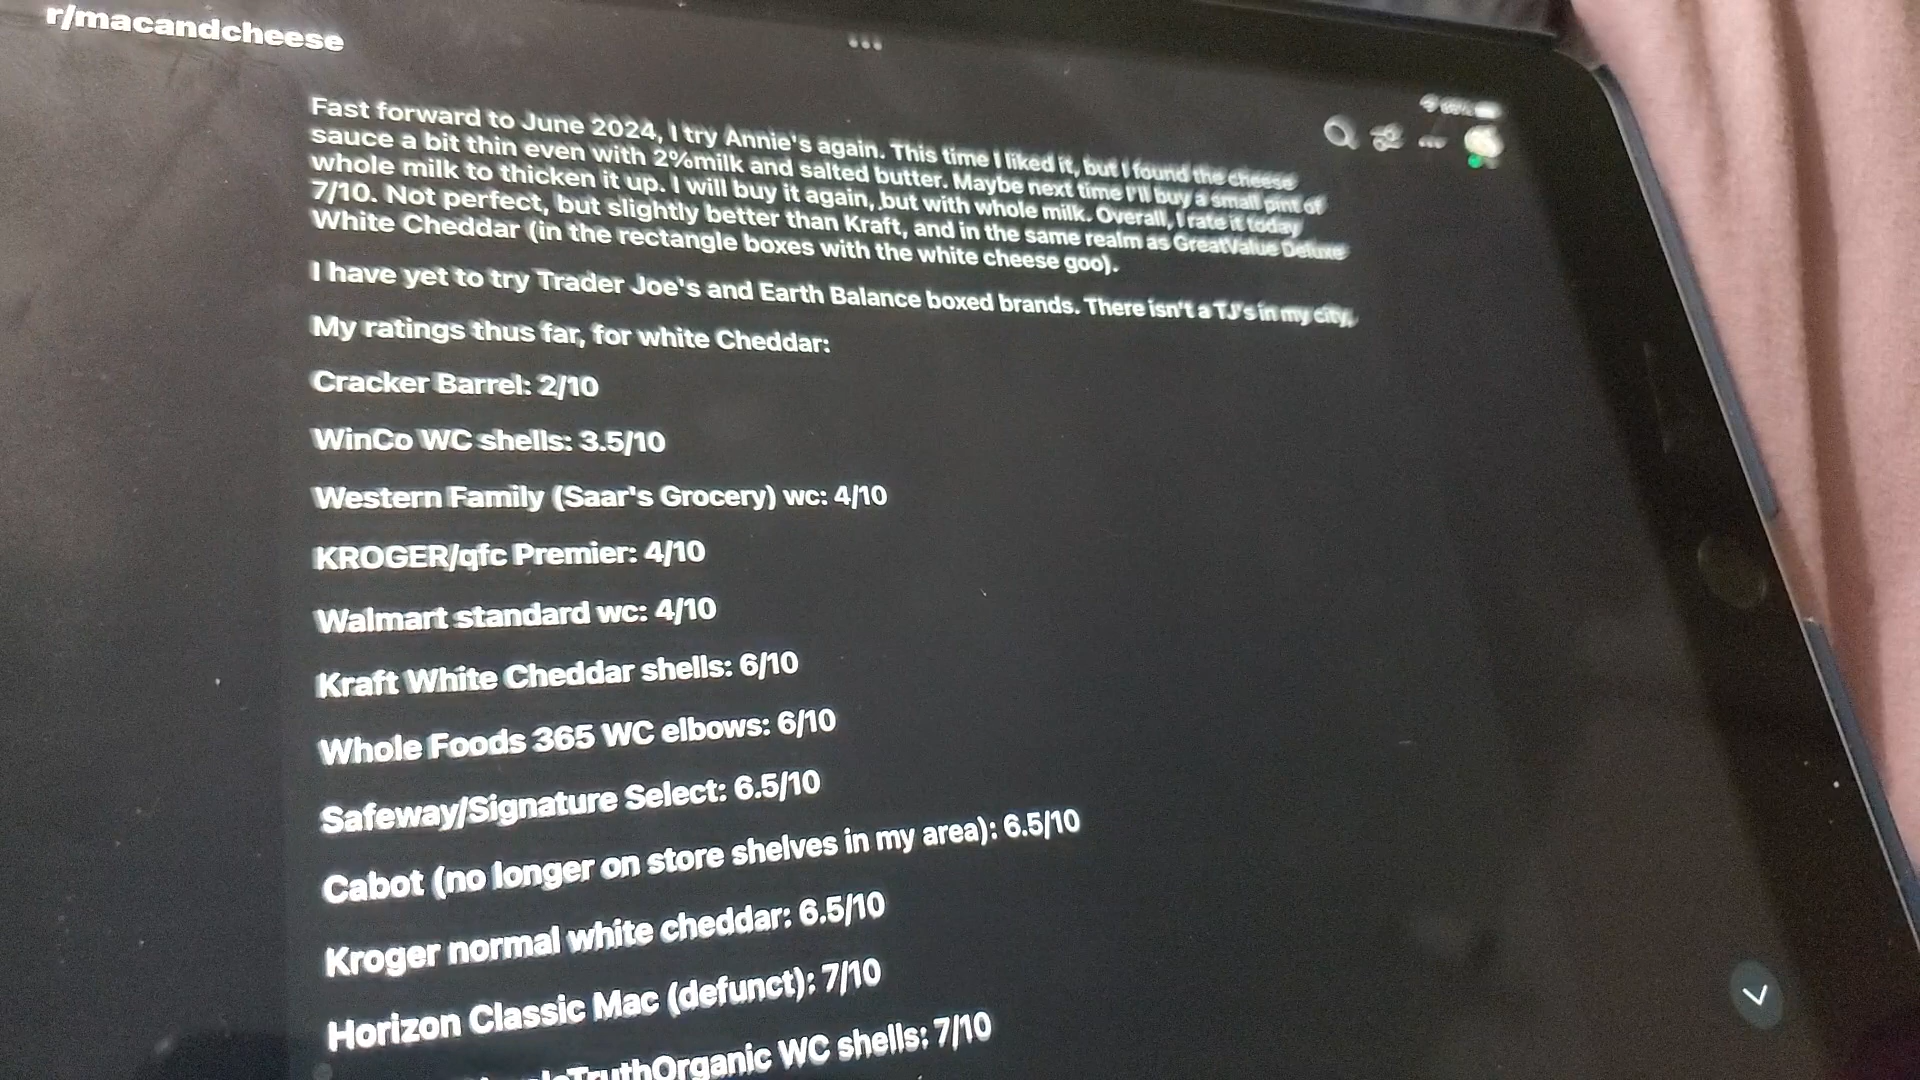 r/macandcheese
Fast forward to June 2024, I try Annie's again. This time I liked it, but I found the cheese
sauce a bit thin even with 2%milk and salted butter. Maybe next time I'll buy a small pint of
whole milk to thicken it up. I will buy it again, but with whole milk. Overall, I rate it today
7/10. Not perfect, but slightly better than Kraft, and in the same realm as GreatValue Deluxe
White Cheddar (in the rectangle boxes with the white cheese goo).
I have yet to try Trader Joe's and Earth Balance boxed brands. There isn't a TJ's in my city,
My ratings thus far, for white Cheddar:
Cracker Barrel: 2/10
WinCo WC shells: 3.5/10
Western Family (Saar's Grocery) wc: 4/10
KROGER/qfc Premier: 4/10
Walmart standard wc: 4/10
Kraft White Cheddar shells: 6/10
Whole Foods 365 WC elbows: 6/10
Safeway/Signature Select: 6.5/10
Cabot (no longer on store shelves in my area): 6.5/10
Kroger normal white cheddar: 6.5/10
Horizon Classic Mac (defunct): 7/10
TruthOrganic WC shells: 7/10